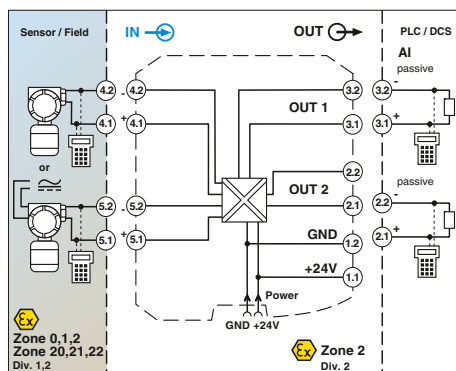 Sensor / Field
IN
OUT
PLC / DCS
AI
passive
4.2
4.2
-
3.2
3.2
-
OUT 1
4.1
+
4.1
3.1
3.1
+
or
2.2
passive
OUT 2
5.2
-
5.2
2.1
2.2
-
GND
5.1
+
5.1
1.2
2.1
+
+24V
1.1
Power
GND +24V
Ex
Zone 0,1,2
Zone 20,21,22
Div. 1,2
Ex
Zone 2
Div. 2